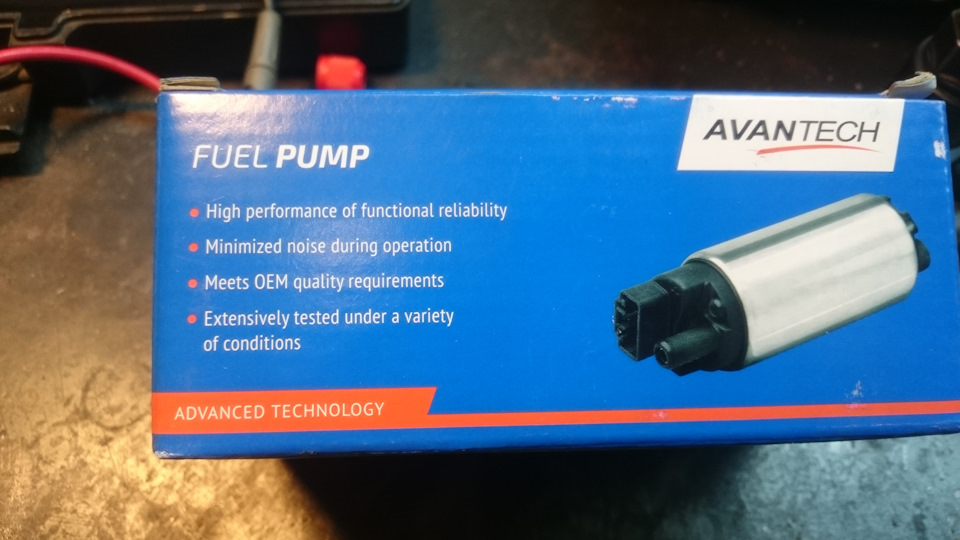 AVANTECH
FUEL PUMP
High performance of functional reliability
Minimized noise during operation
Meets OEM quality requirements
Extensively tested under a variety
of conditions
ADVANCED TECHNOLOGY